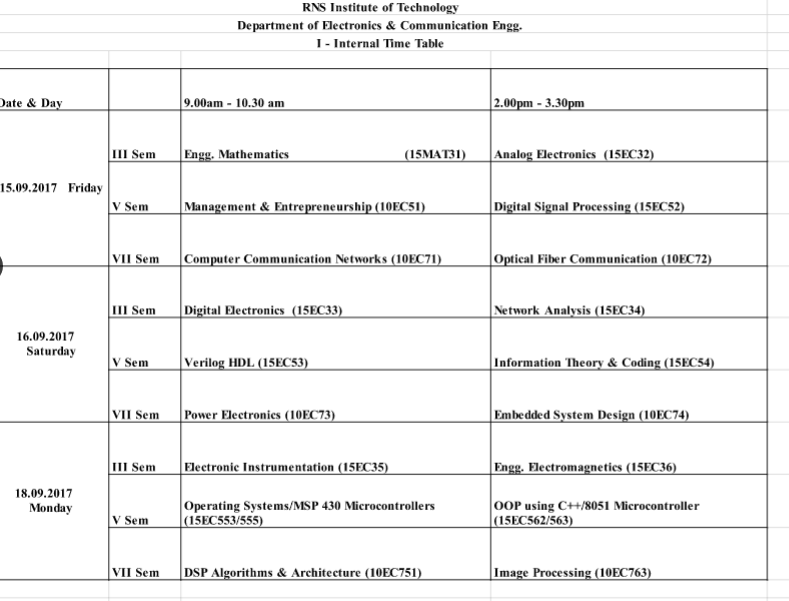 RNS Institute of Technology
Department of Electronics & Communication Engg.
I - Internal Time Table
Date & Day 9.00am - 10.30 am 2.00pm - 3.30pm
III Sem Engg. Mathematics (15MAT31) Analog Electronics (15EC32)
15.09.2017 Friday
V Sem Management & Entrepreneurship (10EC51) Digital Signal Processing (15EC52)
VII Sem Computer Communication Networks (10EC71) Optical Fiber Communication (10EC72)
III Sem Digital Electronics (15EC33) Network Analysis (15EC34)
16.09.2017
Saturday
V Sem Verilog HDL (15EC53) Information Theory & Coding (15EC54)
VII Sem Power Electronics (10EC73) Embedded System Design (10EC74)
III Sem Electronic Instrumentation (15EC35) Engg. Electromagnetics (15EC36)
18.09.2017
Monday
V Sem Operating Systems/MSP 430 Microcontrollers
(15EC553/555)
OOP using C++/8051 Microcontroller
(15EC562/563)
VII Sem DSP Algorithms & Architecture (10EC751) Image Processing (10EC763)